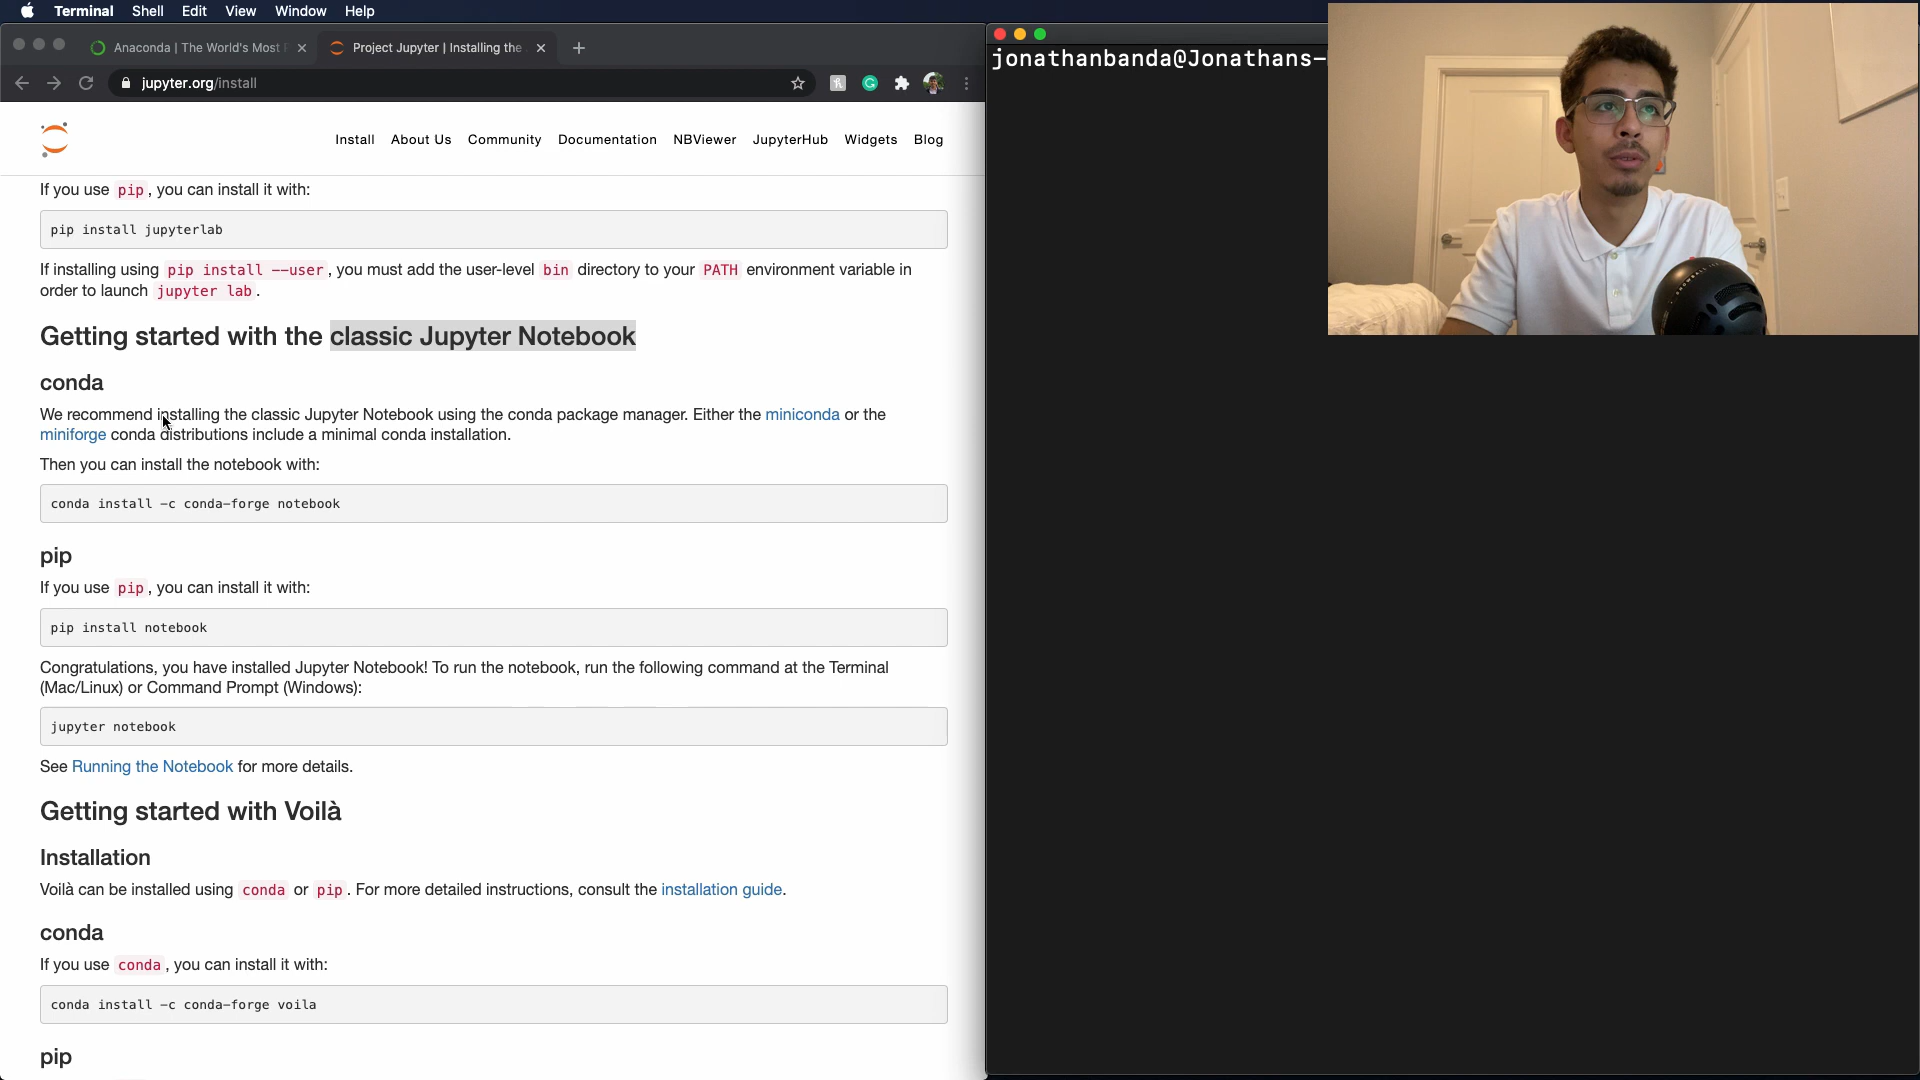 Terminal Shell Edit View Window Help
Anaconda | The World's Most
Project Jupyter | Installing the
jupyter.org/install
jonathanbanda@Jonathans-
Install About Us Community Documentation NBViewer JupyterHub Widgets Blog
If you use pip, you can install it with:
pip install jupyterlab
If installing using pip install --user, you must add the user-level bin directory to your PATH environment variable in
order to launch jupyter lab.
Getting started with the classic Jupyter Notebook
conda
We recommend installing the classic Jupyter Notebook using the conda package manager. Either the miniconda or the
miniforge conda distributions include a minimal conda installation.
Then you can install the notebook with:
conda install -c conda-forge notebook
pip
If you use pip, you can install it with:
pip install notebook
Congratulations, you have installed Jupyter Notebook! To run the notebook, run the following command at the Terminal
(Mac/Linux) or Command Prompt (Windows):
jupyter notebook
See Running the Notebook for more details.
Getting started with Voilà
Installation
Voilà can be installed using conda or pip. For more detailed instructions, consult the installation guide.
conda
If you use conda, you can install it with:
conda install -c conda-forge voila
pip